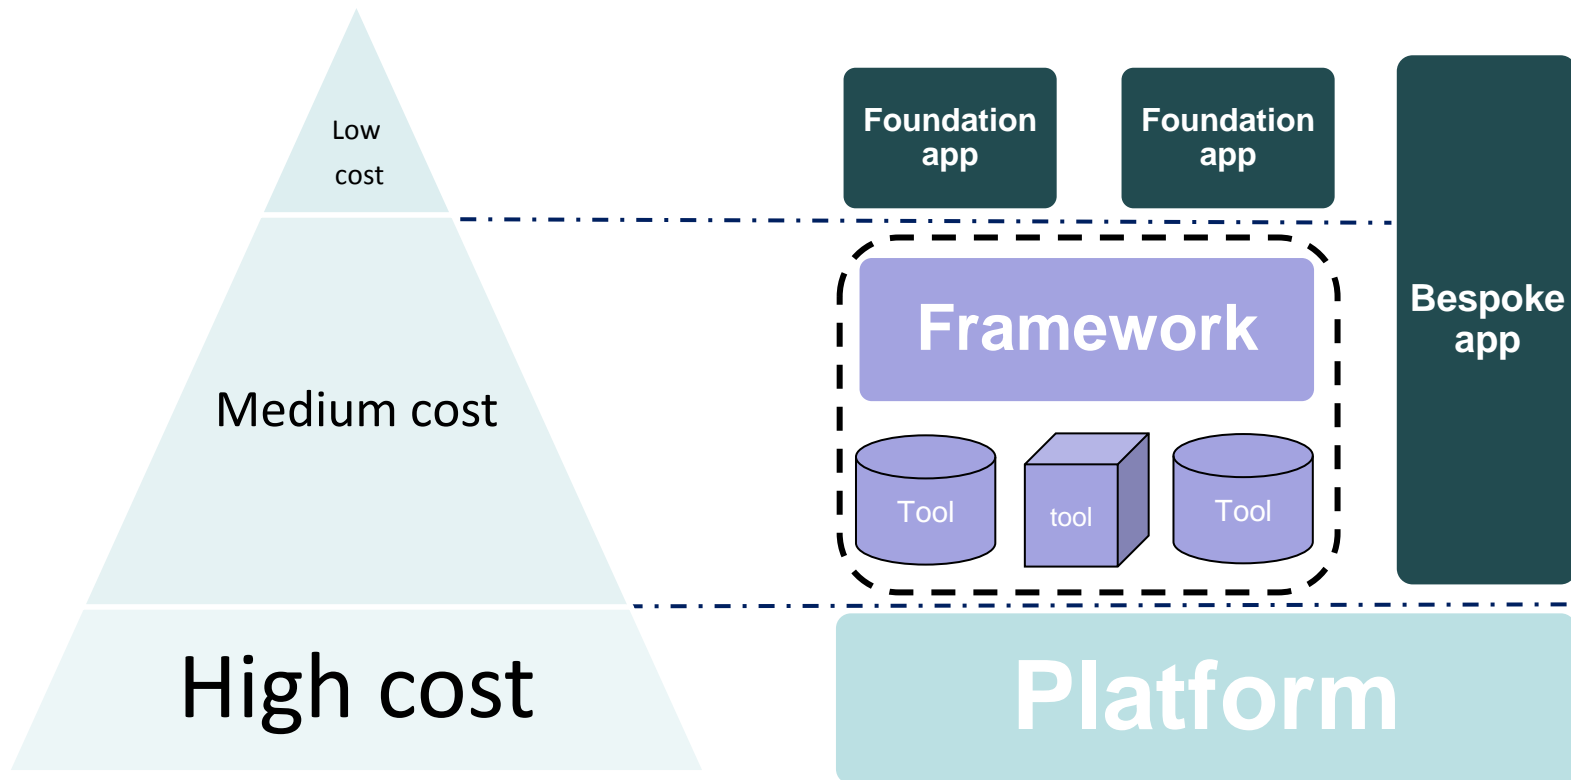 Low
cost
Foundation
app
Foundation
app
Bespoke
app
Framework
Medium cost
Tool
tool
Tool
High cost
Platform